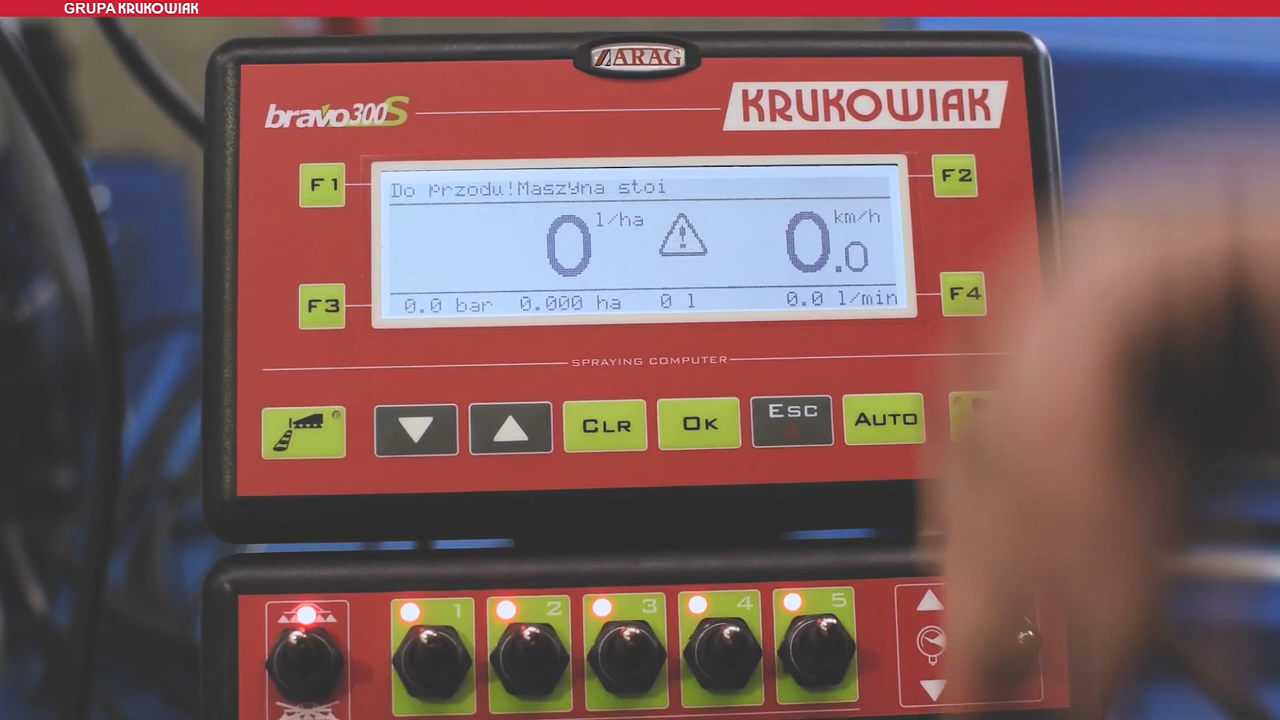 GRUPA KRUKOWIAK
ARAG
bravo300S
KRUKOWIAK
F1
F2
Do Przodu!Maszyna stoi
0 l/ha
0.0 km/h
F3
F4
0.0 bar 0.000 ha 0 l 0.0 l/min
SPRAYING COMPUTER
CLR
OK
ESC
AUTO
1 2 3 4 5